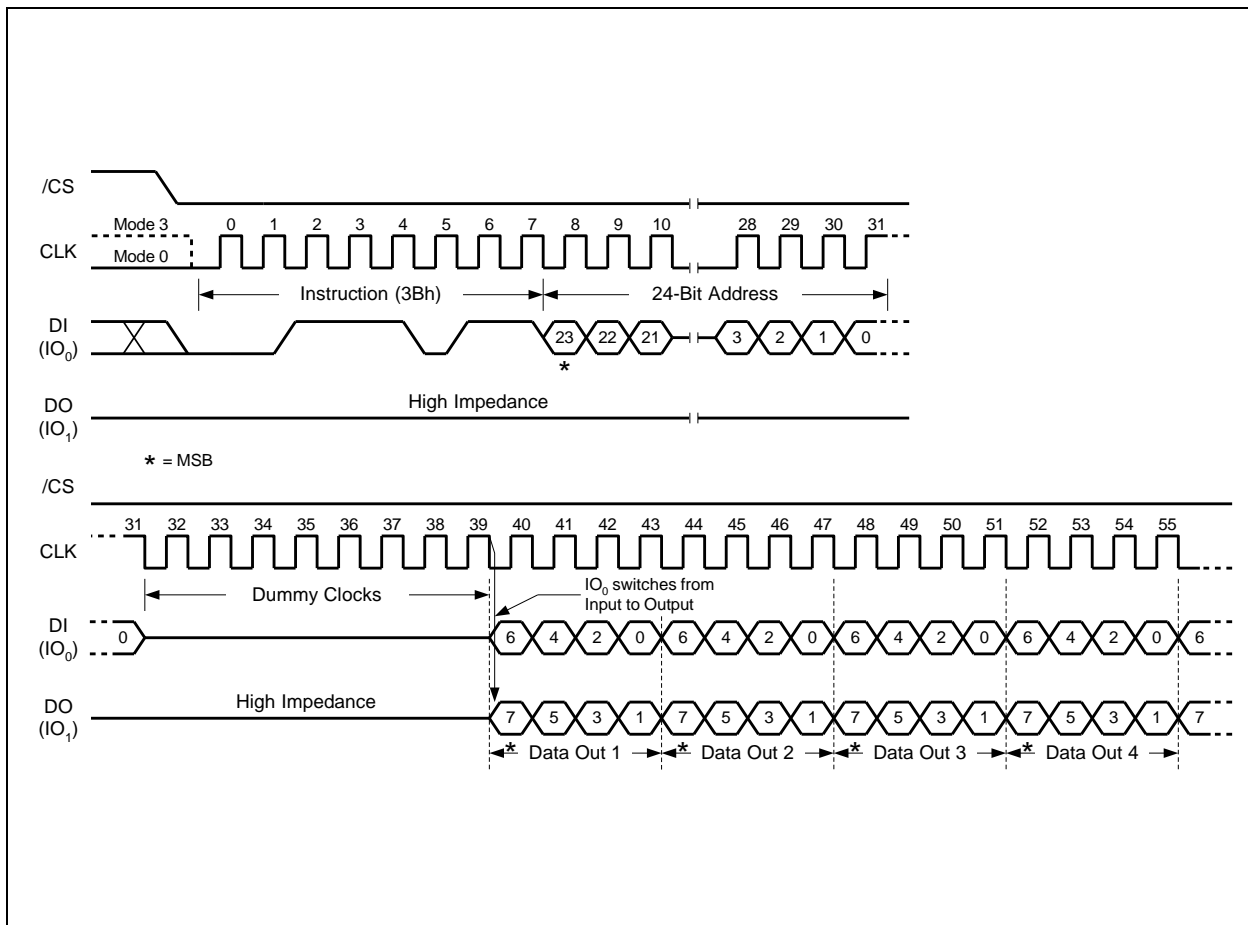 /CS
Mode 3 0 1 2 3 4 5 6 7 8 9 10 28 29 30 31
CLK
Mode 0
Instruction (3Bh) 24-Bit Address
DI
(IO0)
23 22 21 3 2 1 0
*
DO
(IO1)
High Impedance
* = MSB
/CS
31 32 33 34 35 36 37 38 39 40 41 42 43 44 45 46 47 48 49 50 51 52 53 54 55
CLK
Dummy Clocks
IO0 switches from
Input to Output
DI
(IO0)
0 6 4 2 0 6 4 2 0 6 4 2 0 6 4 2 0 6
DO
(IO1)
High Impedance
7 5 3 1 7 5 3 1 7 5 3 1 7 5 3 1 7
* Data Out 1 * Data Out 2 * Data Out 3 * Data Out 4